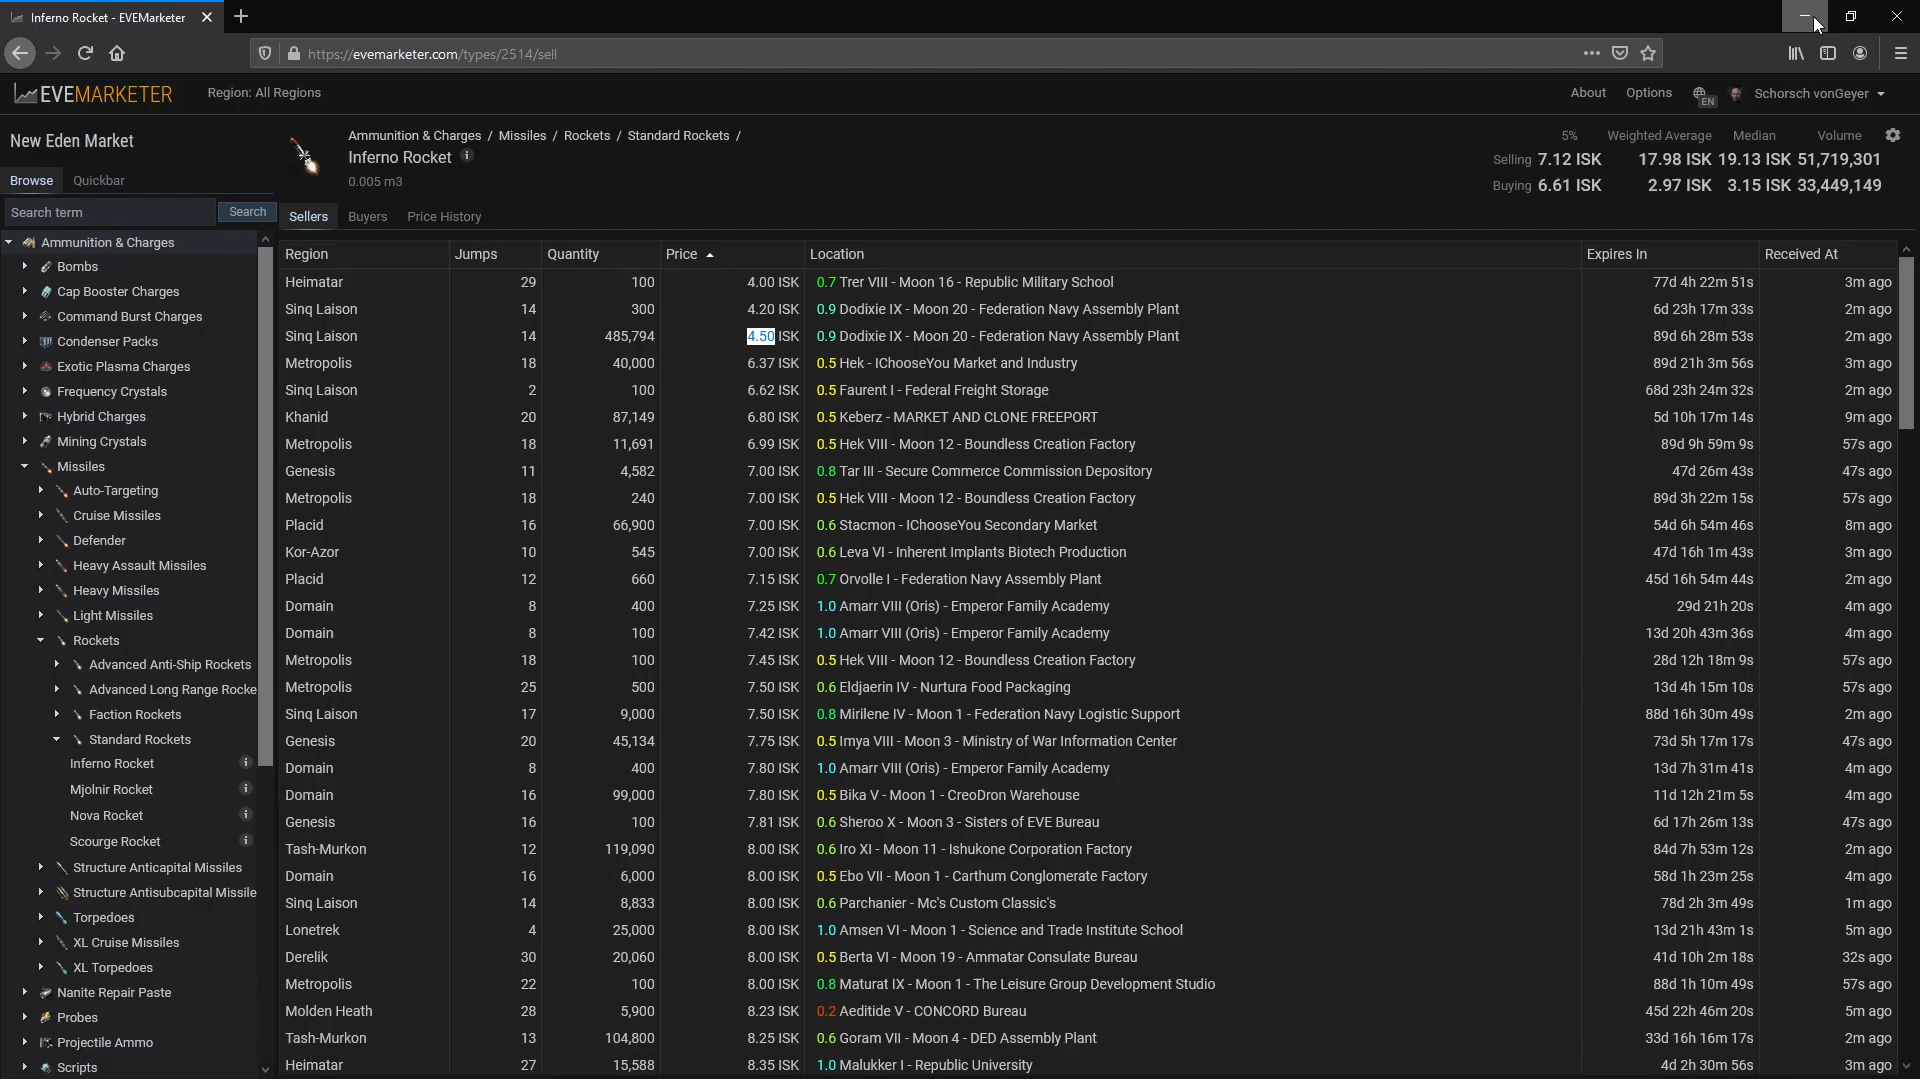 Inferno Rocket - EVEMarketer
https://evemarketer.com/types/2514/sell
EVEMARKETER Region: All Regions About Options EN Schorsch vonGeyer
New Eden Market
Browse Quickbar
Search term Search
Ammunition & Charges / Missiles / Rockets / Standard Rockets /
Inferno Rocket
0.005 m3
5% Weighted Average Median Volume
Selling 7.12 ISK 17.98 ISK 19.13 ISK 51,719,301
Buying 6.61 ISK 2.97 ISK 3.15 ISK 33,449,149
Sellers Buyers Price History
Ammunition & Charges
Bombs
Cap Booster Charges
Command Burst Charges
Condenser Packs
Exotic Plasma Charges
Frequency Crystals
Hybrid Charges
Mining Crystals
Missiles
Auto-Targeting
Cruise Missiles
Defender
Heavy Assault Missiles
Heavy Missiles
Light Missiles
Rockets
Advanced Anti-Ship Rockets
Advanced Long Range Rocke
Faction Rockets
Standard Rockets
Inferno Rocket
Mjolnir Rocket
Nova Rocket
Scourge Rocket
Structure Anticapital Missiles
Structure Antisubcapital Missile
Torpedoes
XL Cruise Missiles
XL Torpedoes
Nanite Repair Paste
Probes
Projectile Ammo
Scripts
Region Jumps Quantity Price Location Expires In Received At
Heimatar 29 100 4.00 ISK 0.7 Trer VIII - Moon 16 - Republic Military School 77d 4h 22m 51s 3m ago
Sinq Laison 14 300 4.20 ISK 0.9 Dodixie IX - Moon 20 - Federation Navy Assembly Plant 6d 23h 17m 33s 2m ago
Sinq Laison 14 485,794 4.50 ISK 0.9 Dodixie IX - Moon 20 - Federation Navy Assembly Plant 89d 6h 28m 53s 2m ago
Metropolis 18 40,000 6.37 ISK 0.5 Hek - IChooseYou Market and Industry 89d 21h 3m 56s 3m ago
Sinq Laison 2 100 6.62 ISK 0.5 Faurent I - Federal Freight Storage 68d 23h 24m 32s 2m ago
Khanid 20 87,149 6.80 ISK 0.5 Keberz - MARKET AND CLONE FREEPORT 5d 10h 17m 14s 9m ago
Metropolis 18 11,691 6.99 ISK 0.5 Hek VIII - Moon 12 - Boundless Creation Factory 89d 9h 59m 9s 57s ago
Genesis 11 4,582 7.00 ISK 0.8 Tar III - Secure Commerce Commission Depository 47d 26m 43s 47s ago
Metropolis 18 240 7.00 ISK 0.5 Hek VIII - Moon 12 - Boundless Creation Factory 89d 3h 22m 15s 57s ago
Placid 16 66,900 7.00 ISK 0.6 Stacmon - IChooseYou Secondary Market 54d 6h 54m 46s 8m ago
Kor-Azor 10 545 7.00 ISK 0.6 Leva VI - Inherent Implants Biotech Production 47d 16h 1m 43s 3m ago
Placid 12 660 7.15 ISK 0.7 Orvolle I - Federation Navy Assembly Plant 45d 16h 54m 44s 2m ago
Domain 8 400 7.25 ISK 1.0 Amarr VIII (Oris) - Emperor Family Academy 29d 21h 20s 4m ago
Domain 8 100 7.42 ISK 1.0 Amarr VIII (Oris) - Emperor Family Academy 13d 20h 43m 36s 4m ago
Metropolis 18 100 7.45 ISK 0.5 Hek VIII - Moon 12 - Boundless Creation Factory 28d 12h 18m 9s 57s ago
Metropolis 25 500 7.50 ISK 0.6 Eldjaerin IV - Nurtura Food Packaging 13d 4h 15m 10s 57s ago
Sinq Laison 17 9,000 7.50 ISK 0.8 Mirilene IV - Moon 1 - Federation Navy Logistic Support 88d 16h 30m 49s 2m ago
Genesis 20 45,134 7.75 ISK 0.5 Imya VIII - Moon 3 - Ministry of War Information Center 73d 5h 17m 17s 47s ago
Domain 8 400 7.80 ISK 1.0 Amarr VIII (Oris) - Emperor Family Academy 13d 7h 31m 41s 4m ago
Domain 16 99,000 7.80 ISK 0.5 Bika V - Moon 1 - CreoDron Warehouse 11d 12h 21m 5s 4m ago
Genesis 16 100 7.81 ISK 0.6 Sheroo X - Moon 3 - Sisters of EVE Bureau 6d 17h 26m 13s 47s ago
Tash-Murkon 12 119,090 8.00 ISK 0.6 Iro XI - Moon 11 - Ishukone Corporation Factory 84d 7h 53m 12s 2m ago
Domain 16 6,000 8.00 ISK 0.5 Ebo VII - Moon 1 - Carthum Conglomerate Factory 58d 1h 23m 25s 4m ago
Sinq Laison 14 8,833 8.00 ISK 0.6 Parchanier - Mc's Custom Classic's 78d 2h 3m 49s 1m ago
Lonetrek 4 25,000 8.00 ISK 1.0 Amsen VI - Moon 1 - Science and Trade Institute School 13d 21h 43m 1s 5m ago
Derelik 30 20,060 8.00 ISK 0.5 Berta VI - Moon 19 - Ammatar Consulate Bureau 41d 10h 2m 18s 32s ago
Metropolis 22 100 8.00 ISK 0.8 Maturat IX - Moon 1 - The Leisure Group Development Studio 88d 1h 10m 49s 57s ago
Molden Heath 28 5,900 8.23 ISK 0.2 Aeditide V - CONCORD Bureau 45d 22h 46m 20s 5m ago
Tash-Murkon 13 104,800 8.25 ISK 0.6 Goram VII - Moon 4 - DED Assembly Plant 33d 16h 16m 17s 2m ago
Heimatar 27 15,588 8.35 ISK 1.0 Malukker I - Republic University 4d 2h 30m 56s 3m ago